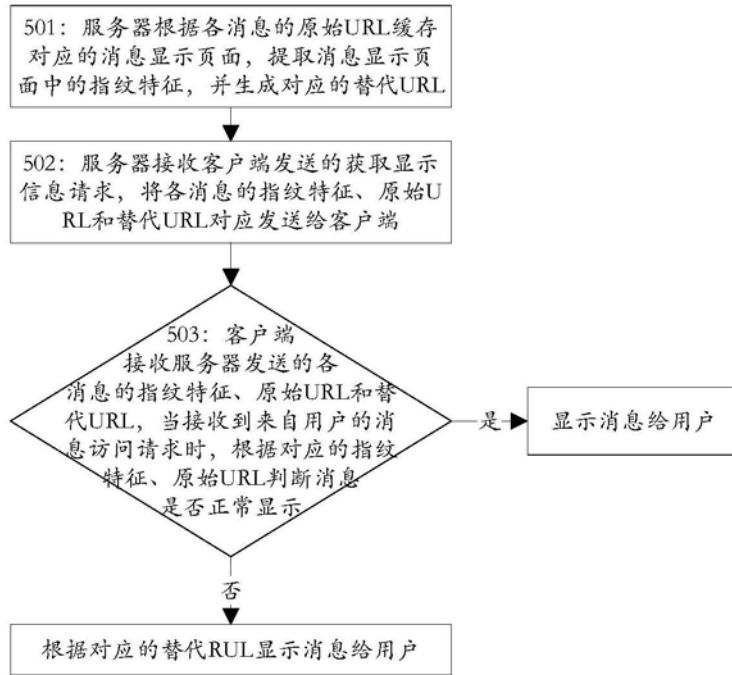 501：服务器根据各消息的原始URL缓存
对应的消息显示页面，提取消息显示页
面中的指纹特征，并生成对应的替代URL
502：服务器接收客户端发送的获取显示
信息请求，将各消息的指纹特征、原始U
RL和替代URL对应发送给客户端
503：客户端
接收服务器发送的各
消息的指纹特征、原始URL和替
代URL，当接收到来自用户的消
息访问请求时，根据对应的指纹
特征、原始URL判断消息
是否正常显示
是
显示消息给用户
否
根据对应的替代RUL显示消息给用户